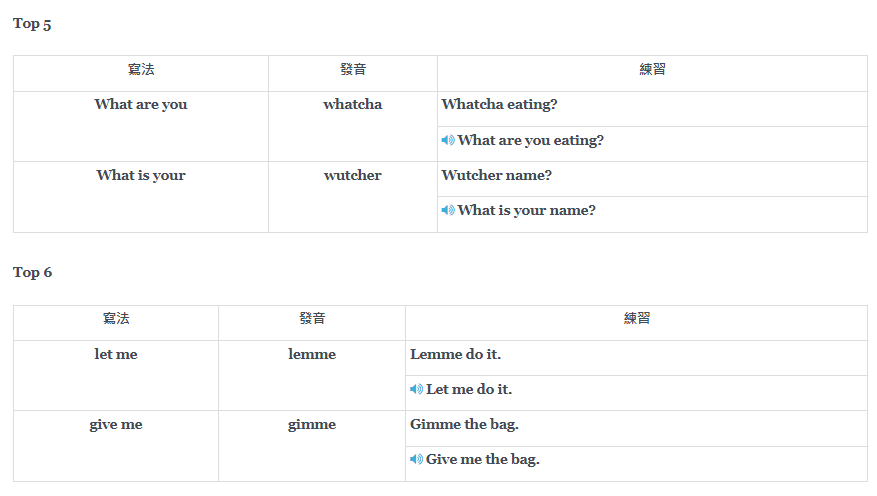 Top 5
寫法 發音 練習
What are you whatcha Whatcha eating?
What are you eating?
What is your wutcher Wutcher name?
What is your name?
Top 6
寫法 發音 練習
let me lemme Lemme do it.
Let me do it.
give me gimme Gimme the bag.
Give me the bag.